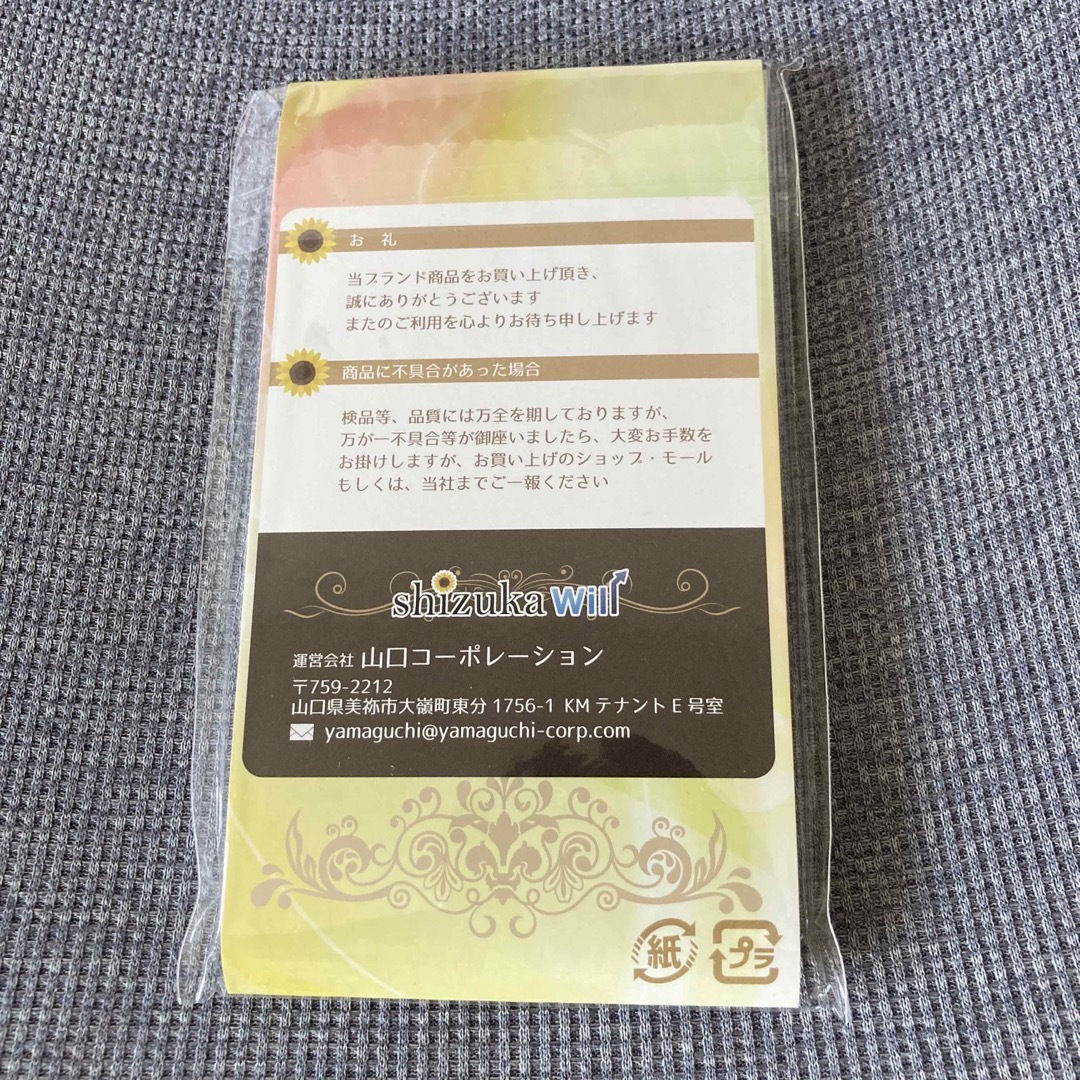 お礼
当ブランド商品をお買い上げ頂き、
誠にありがとうございます
またのご利用を心よりお待ち申し上げます
商品に不具合があった場合
検品等、品質には万全を期しておりますが、
万が一不具合等が御座いましたら、大変お手数を
お掛けしますが、お買い上げのショップ・モール
もしくは、当社までご一報ください
shizuka will
運営会社 山口コーポレーション
〒759-2212
山口県美祢市大嶺町東分1756-1 KMテナントE号室
yamaguchi@yamaguchi-corp.com
紙 プラ